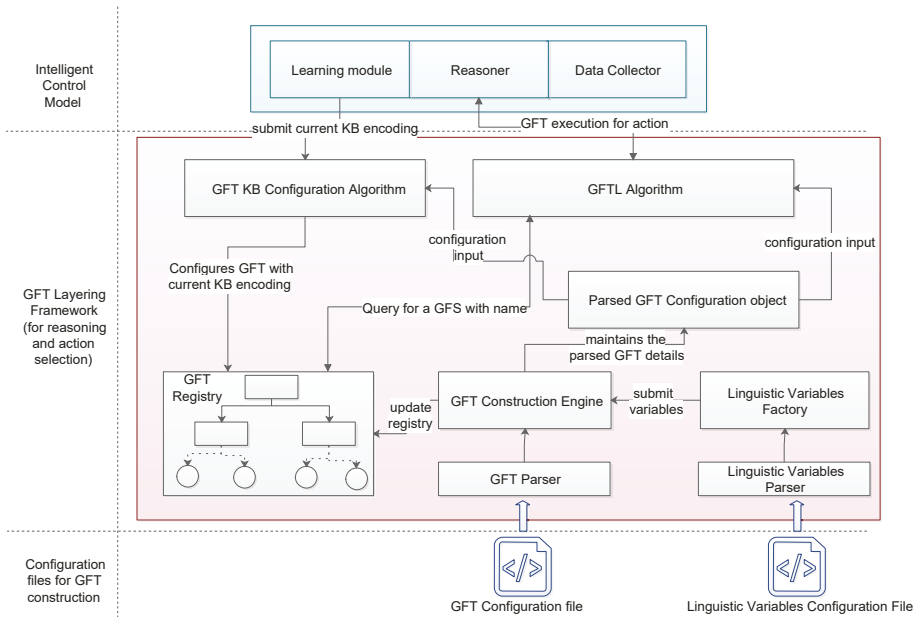 Intelligent
Control
Model
Learning module
Reasoner
Data Collector
submit current KB encoding
GFT execution for action
GFT Layering
Framework
(for reasoning
and action
selection)
GFT KB Configuration Algorithm
GFTL Algorithm
configuration
input
configuration input
Configures GFT with
current KB encoding
Parsed GFT Configuration object
Query for a GFS with name
maintains the
parsed GFT details
GFT
Registry
update
registry
GFT Construction Engine
submit
variables
Linguistic Variables
Factory
GFT Parser
Linguistic Variables
Parser
Configuration
files for GFT
construction
</>
</>
GFT Configuration file
Linguistic Variables Configuration File